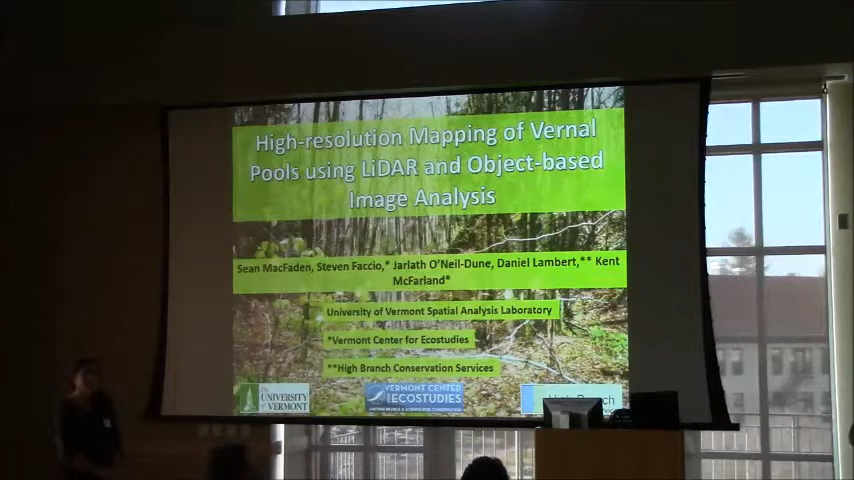 High-resolution Mapping of Vernal
Pools using LiDAR and Object-based
Image Analysis
Sean MacFaden, Steven Faccio,* Jarlath O'Neil-Dune, Daniel Lambert,** Kent
McFarland*
University of Vermont Spatial Analysis Laboratory
*Vermont Center for Ecostudies
**High Branch Conservation Services
The UNIVERSITY
of VERMONT
VERMONT CENTER
ECOSTUDIES